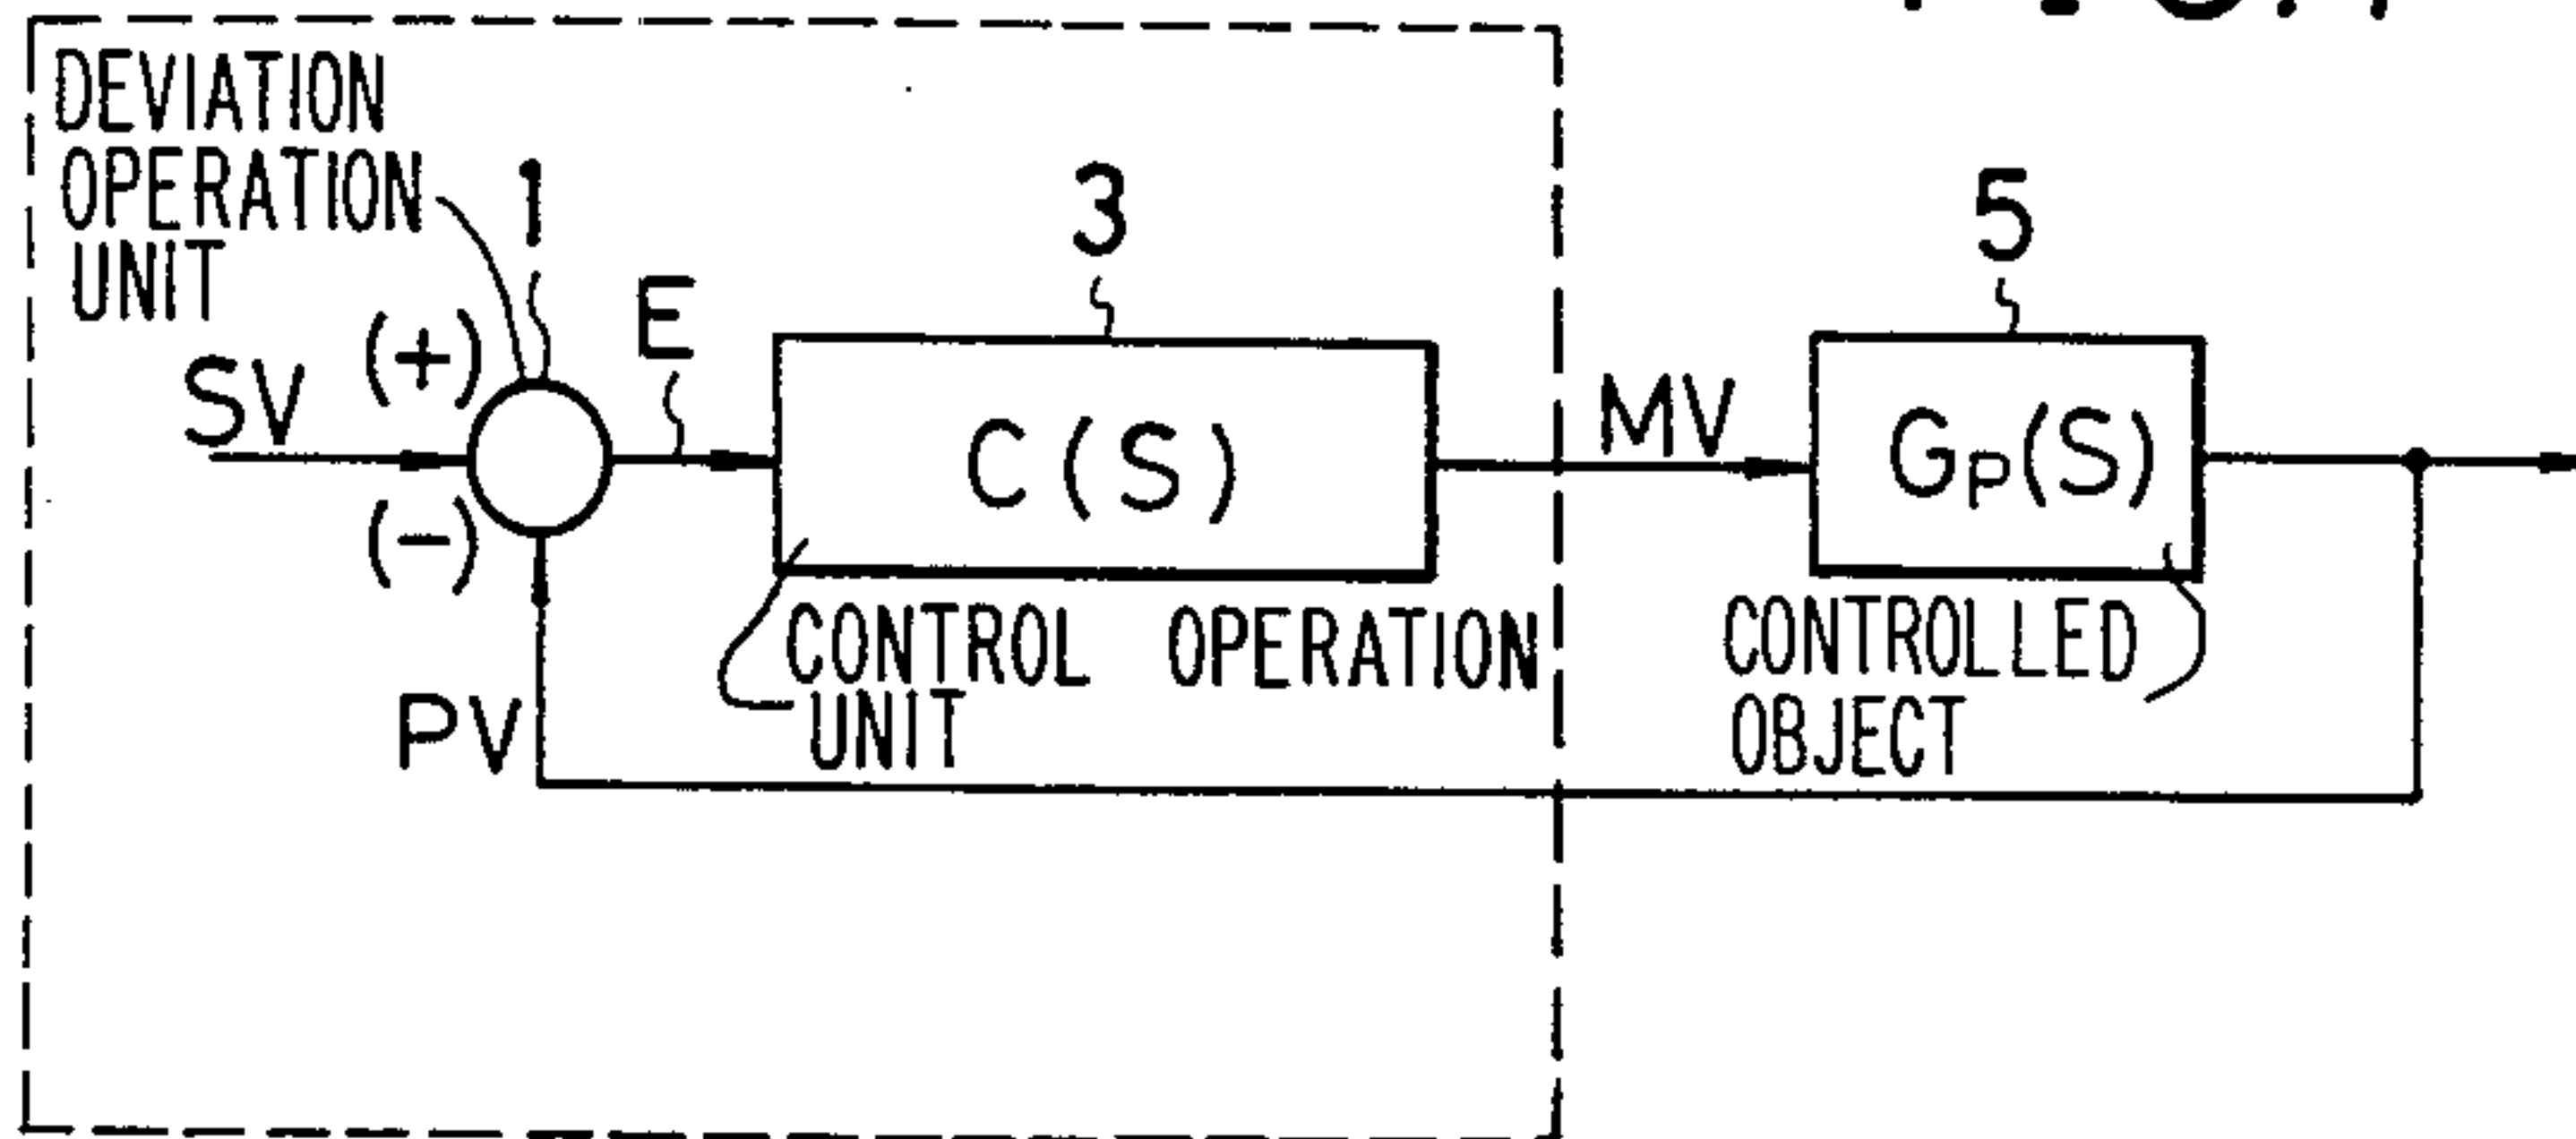 DEVIATION
OPERATION
UNIT
1
3
5
E
SV
(+)
(-)
C(S)
MV
GP(S)
CONTROL OPERATION
UNIT
CONTROLLED
OBJECT
PV